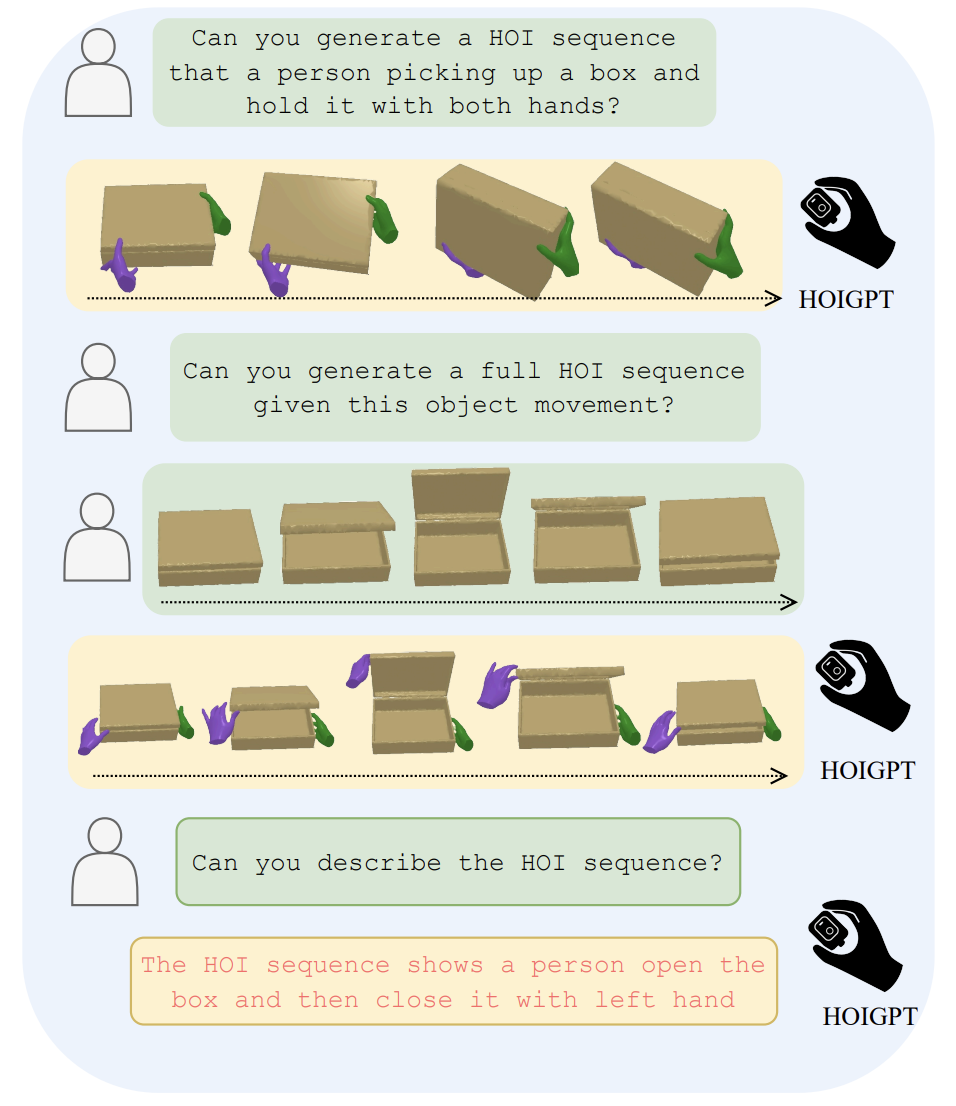 Can you generate a HOI sequence
that a person picking up a box and
hold it with both hands?
HOIGPT
Can you generate a full HOI sequence
given this object movement?
HOIGPT
Can you describe the HOI sequence?
The HOI sequence shows a person open the
box and then close it with left hand
HOIGPT